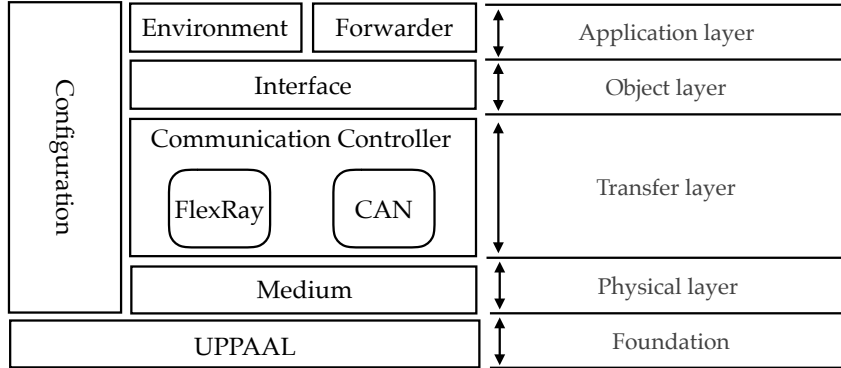 Configuration
Environment
Forwarder
Application layer
Interface
Object layer
Communication Controller
FlexRay
CAN
Transfer layer
Medium
Physical layer
UPPAAL
Foundation